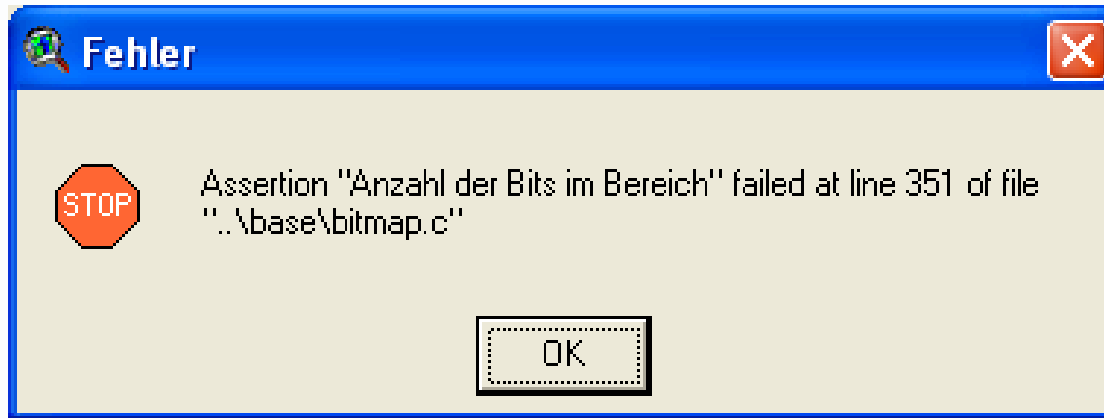 Fehler
STOP
Assertion "Anzahl der Bits im Bereich" failed at line 351 of file
"..\base\bitmap.c"
OK